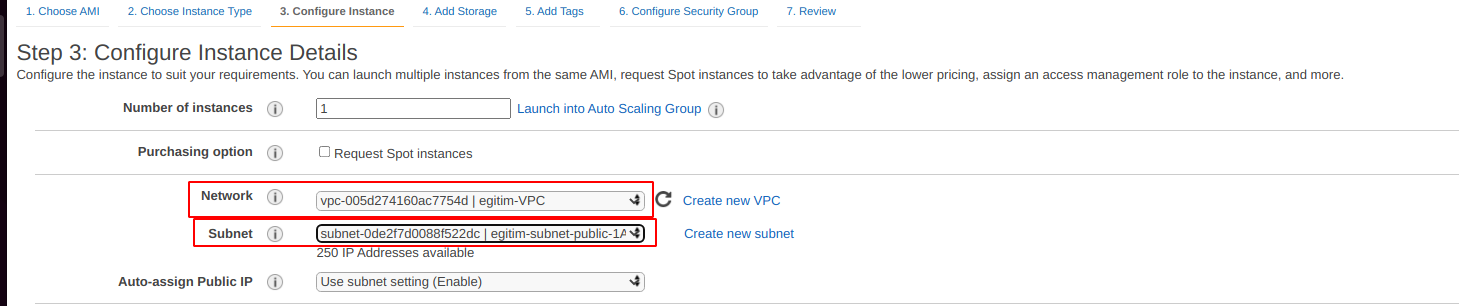 1. Choose AMI 2. Choose Instance Type 3. Configure Instance 4. Add Storage 5. Add Tags 6. Configure Security Group 7. Review
Step 3: Configure Instance Details
Configure the instance to suit your requirements. You can launch multiple instances from the same AMI, request Spot instances to take advantage of the lower pricing, assign an access management role to the instance, and more.
Number of instances i 1 Launch into Auto Scaling Group i
Purchasing option i Request Spot instances
Network i vpc-005d274160ac7754d | egitim-VPC Create new VPC
Subnet i subnet-0de2f7d0088f522dc | egitim-subnet-public-1A Create new subnet
250 IP Addresses available
Auto-assign Public IP i Use subnet setting (Enable)